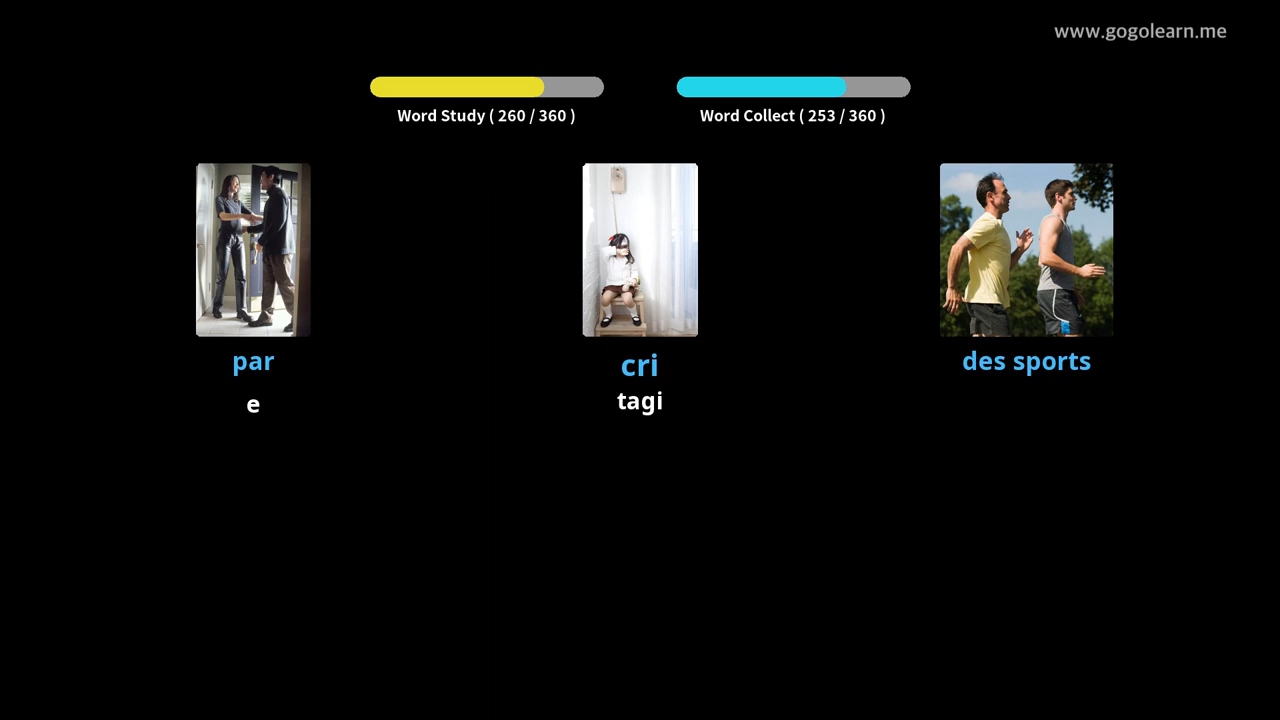 www.gogolearn.me
Word Study ( 260 / 360 )
Word Collect ( 253 / 360 )
par
cri
des sports
e
tagi